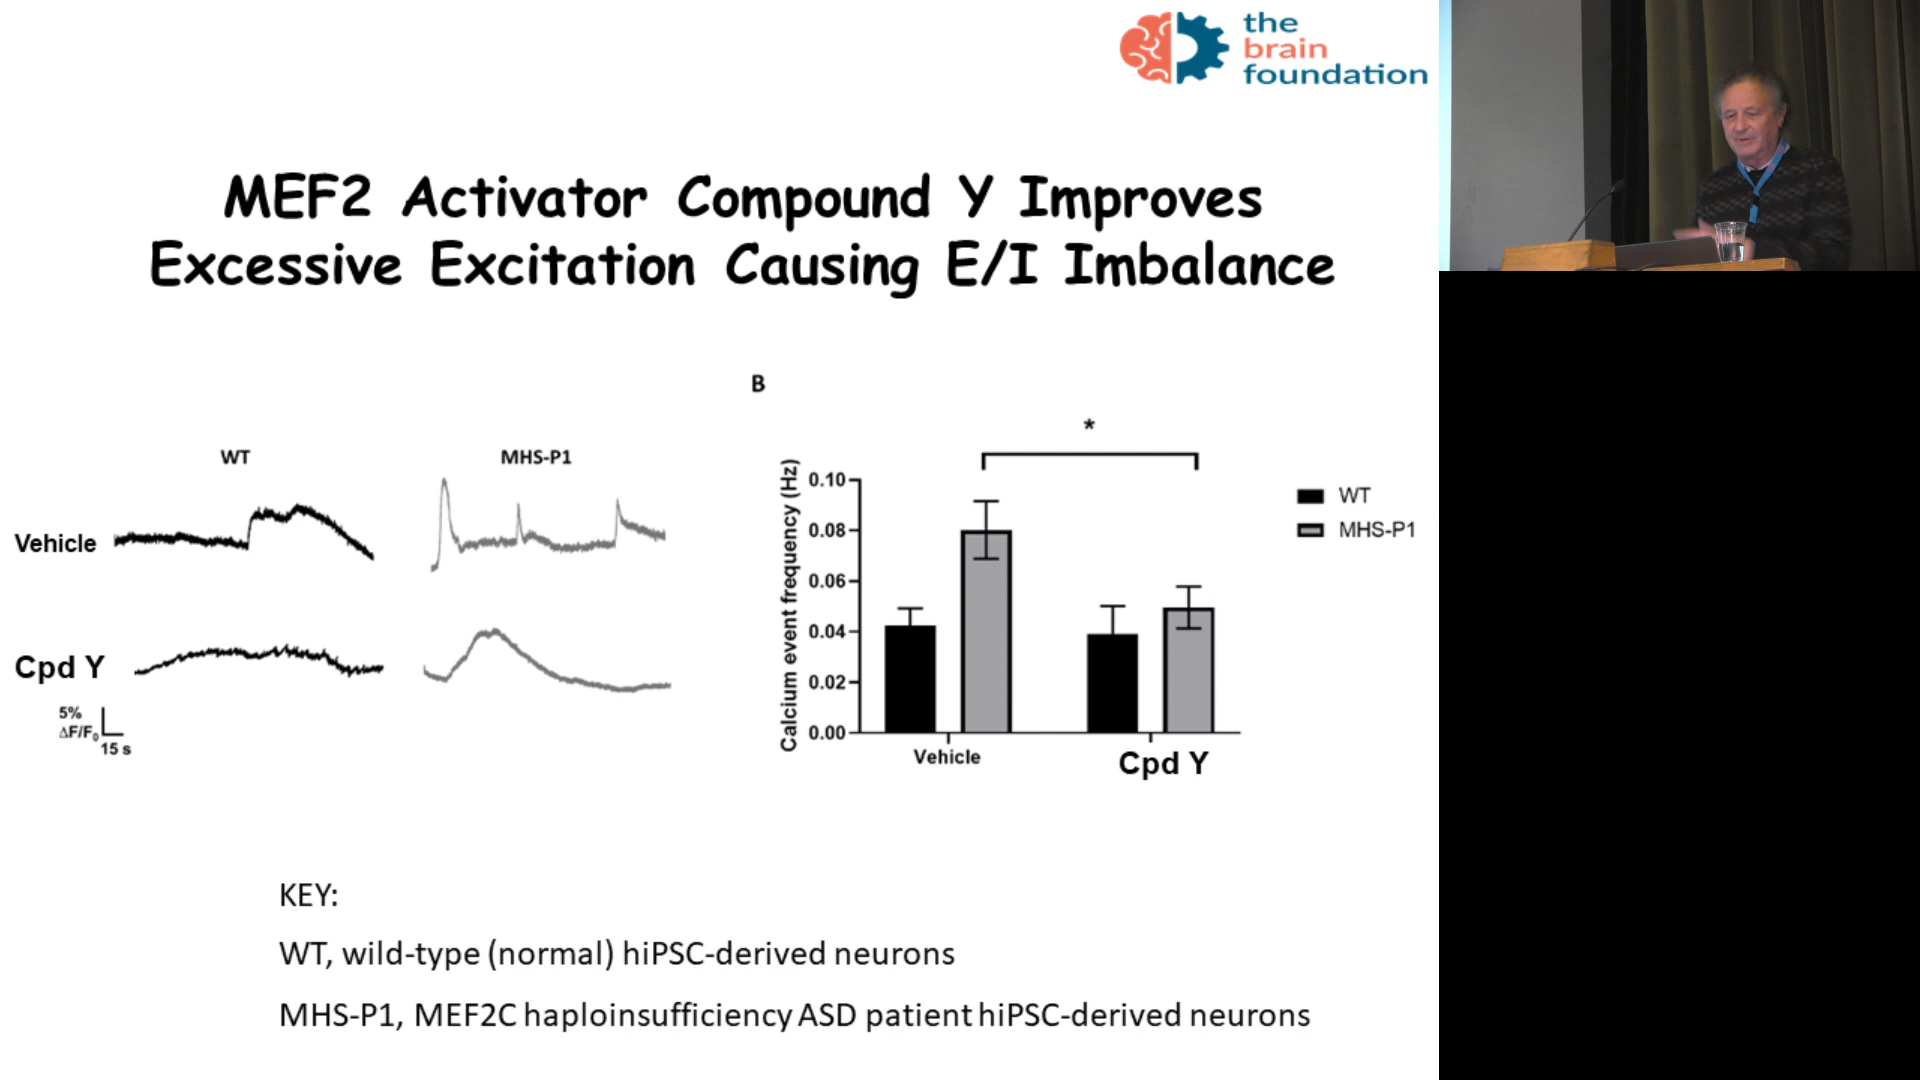 the
brain
foundation
MEF2 Activator Compound Y Improves
Excessive Excitation Causing E/I Imbalance
WT
MHS-P1
Vehicle
Cpd Y
5%
ΔF/F₀
15 s
B
*
Calcium event frequency (Hz)
0.10
0.08
0.06
0.04
0.02
0.00
Vehicle
Cpd Y
WT
MHS-P1
KEY:
WT, wild-type (normal) hiPSC-derived neurons
MHS-P1, MEF2C haploinsufficiency ASD patient hiPSC-derived neurons